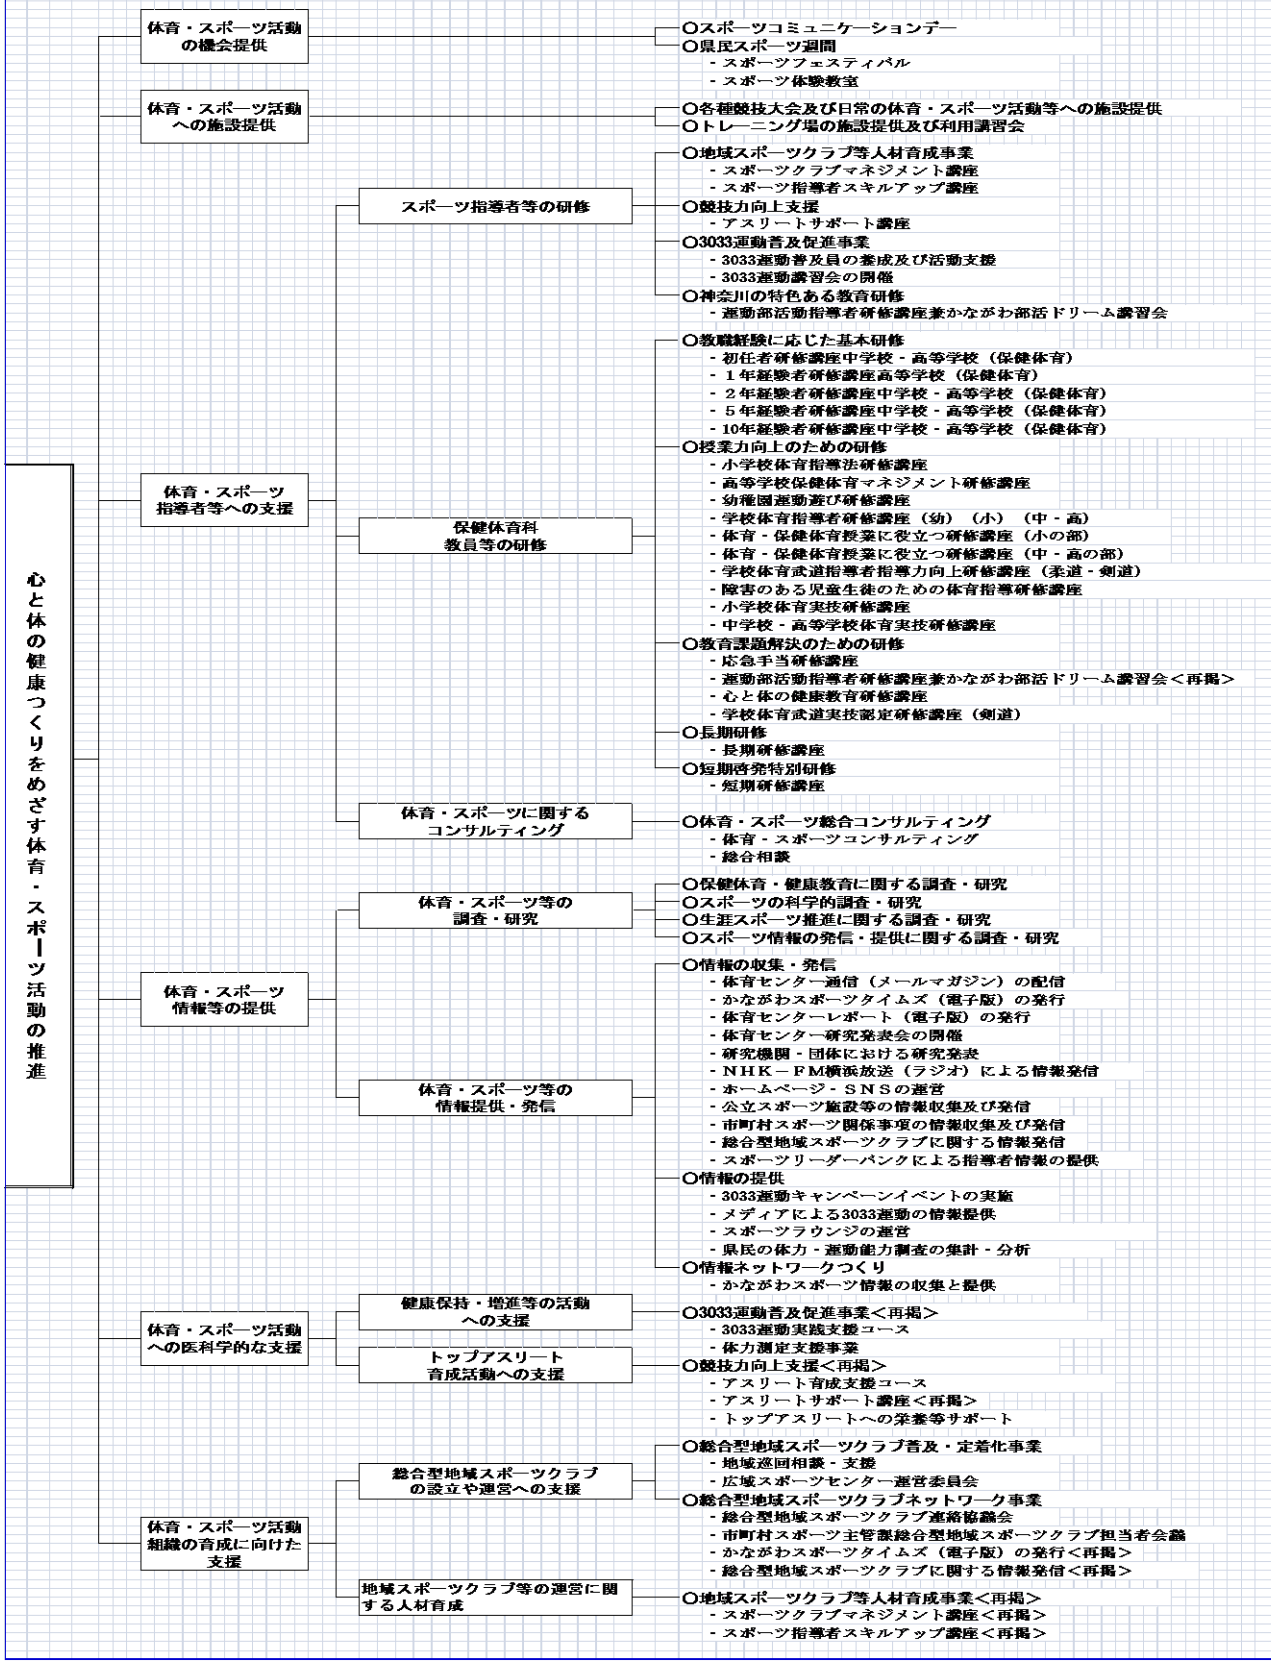 心と体の健康つくりをめざす体育・スポーツ活動の推進
体育・スポーツ活動
の機会提供
〇スポーツコミュニケーションデー
〇県民スポーツ週間
- スポーツフェスティバル
- スポーツ体験教室
体育・スポーツ活動
への施設提供
〇各種競技大会及び日常の体育・スポーツ活動等への施設提供
〇トレーニング場の施設提供及び利用講習会
体育・スポーツ
指導者等への支援
スポーツ指導者等の研修
〇地域スポーツクラブ等人材育成事業
- スポーツクラブマネジメント講座
- スポーツ指導者スキルアップ講座
〇競技力向上支援
- アスリートサポート講座
〇3033運動普及促進事業
- 3033運動普及員の養成及び活動支援
- 3033運動講習会の開催
〇神奈川の特色ある教育研修
- 運動部活動指導者研修講座兼かながわ部活ドリーム講習会
保健体育科
教員等の研修
〇教職経験に応じた基本研修
- 初任者研修講座中学校・高等学校（保健体育）
- １年経験者研修講座高等学校（保健体育）
- ２年経験者研修講座中学校・高等学校（保健体育）
- ５年経験者研修講座中学校・高等学校（保健体育）
- 10年経験者研修講座中学校・高等学校（保健体育）
〇授業力向上のための研修
- 小学校体育指導法研修講座
- 高等学校保健体育マネジメント研修講座
- 幼稚園運動遊び研修講座
- 学校体育指導者研修講座（幼）（小）（中・高）
- 体育・保健体育授業に役立つ研修講座（小の部）
- 体育・保健体育授業に役立つ研修講座（中・高の部）
- 学校体育武道指導者指導力向上研修講座（柔道・剣道）
- 障害のある児童生徒のための体育指導研修講座
- 小学校体育実技研修講座
- 中学校・高等学校体育実技研修講座
〇教育課題解決のための研修
- 応急手当研修講座
- 運動部活動指導者研修講座兼かながわ部活ドリーム講習会＜再掲＞
- 心と体の健康教育研修講座
- 学校体育武道実技認定研修講座（剣道）
〇長期研修
- 長期研修講座
〇短期啓発特別研修
- 短期研修講座
体育・スポーツに関する
コンサルティング
〇体育・スポーツ総合コンサルティング
- 体育・スポーツコンサルティング
- 総合相談
体育・スポーツ
情報等の提供
体育・スポーツ等の
調査・研究
〇保健体育・健康教育に関する調査・研究
〇スポーツの科学的調査・研究
〇生涯スポーツ推進に関する調査・研究
〇スポーツ情報の発信・提供に関する調査・研究
体育・スポーツ等の
情報提供・発信
〇情報の収集・発信
- 体育センター通信（メールマガジン）の配信
- かながわスポーツタイムズ（電子版）の発行
- 体育センターレポート（電子版）の発行
- 体育センター研究発表会の開催
- 研究機関・団体における研究発表
- ＮＨＫ－ＦＭ横浜放送（ラジオ）による情報発信
- ホームページ・ＳＮＳの運営
- 公立スポーツ施設等の情報収集及び発信
- 市町村スポーツ関係事項の情報収集及び発信
- 総合型地域スポーツクラブに関する情報発信
- スポーツリーダーバンクによる指導者情報の提供
〇情報の提供
- 3033運動キャンペーンイベントの実施
- メディアによる3033運動の情報提供
- スポーツラウンジの運営
- 県民の体力・運動能力調査の集計・分析
〇情報ネットワークつくり
- かながわスポーツ情報の収集と提供
体育・スポーツ活動
への医科学的な支援
健康保持・増進等の活動
への支援
〇3033運動普及促進事業＜再掲＞
- 3033運動実践支援コース
- 体力測定支援事業
トップアスリート
育成活動への支援
〇競技力向上支援＜再掲＞
- アスリート育成支援コース
- アスリートサポート講座＜再掲＞
- トップアスリートへの栄養等サポート
体育・スポーツ活動
組織の育成に向けた
支援
総合型地域スポーツクラブ
の設立や運営への支援
〇総合型地域スポーツクラブ普及・定着化事業
- 地域巡回相談・支援
- 広域スポーツセンター運営委員会
〇総合型地域スポーツクラブネットワーク事業
- 総合型地域スポーツクラブ連絡協議会
- 市町村スポーツ主管課総合型地域スポーツクラブ担当者会議
- かながわスポーツタイムズ（電子版）の発行＜再掲＞
- 総合型地域スポーツクラブに関する情報発信＜再掲＞
地域スポーツクラブ等の運営に関
する人材育成
〇地域スポーツクラブ等人材育成事業＜再掲＞
- スポーツクラブマネジメント講座＜再掲＞
- スポーツ指導者スキルアップ講座＜再掲＞